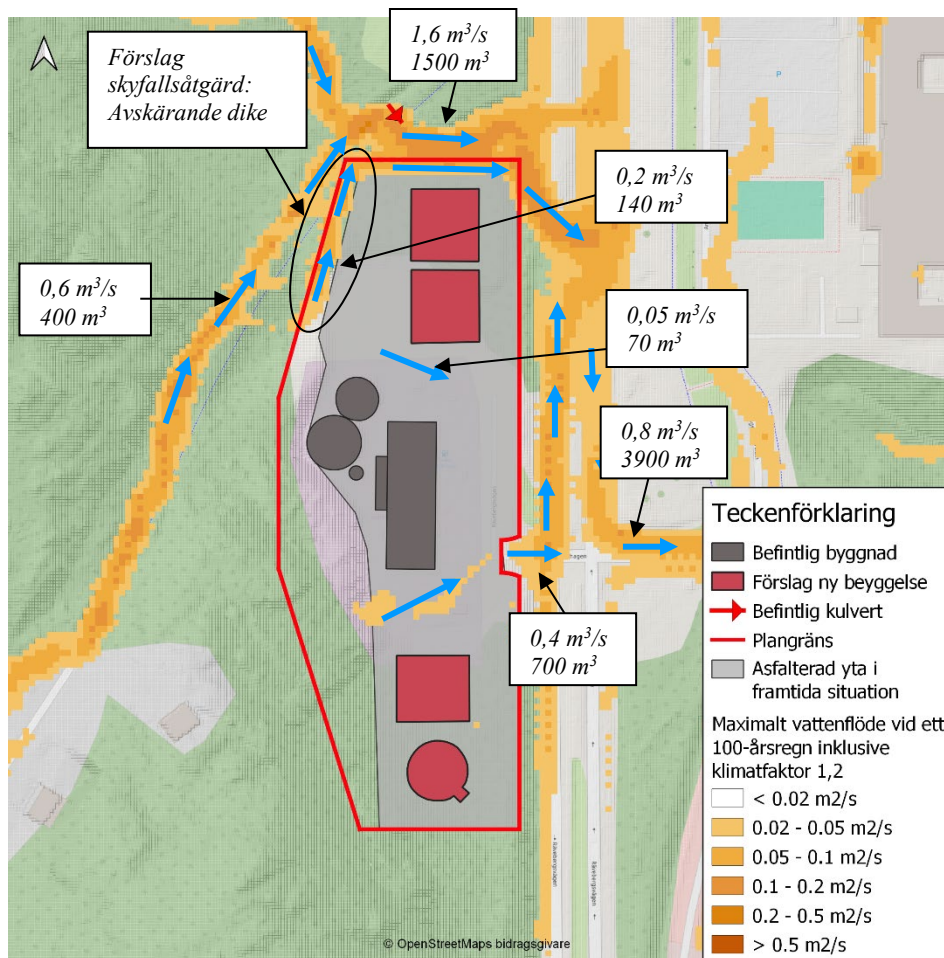 Förslag
skyfallsåtgärd:
Avskärande dike
1,6 m³/s
1500 m³
P
0,2 m³/s
140 m³
0,6 m³/s
400 m³
0,05 m³/s
70 m³
0,8 m³/s
3900 m³
0,4 m³/s
700 m³
Teckenförklaring
Befintlig byggnad
Förslag ny beyggelse
Befintlig kulvert
Plangräns
Asfalterad yta i
framtida situation
Maximalt vattenflöde vid ett
100-årsregn inklusive
klimatfaktor 1,2
< 0.02 m2/s
0.02 - 0.05 m2/s
0.05 - 0.1 m2/s
0.1 - 0.2 m2/s
0.2 - 0.5 m2/s
> 0.5 m2/s
© OpenStreetMaps bidragsgivare